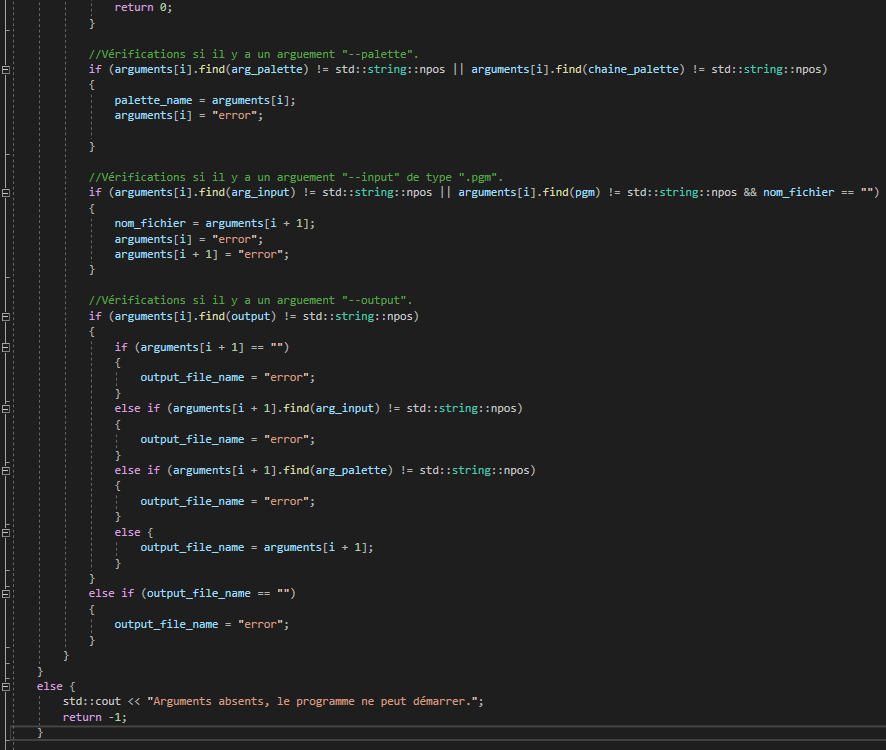 return 0;
}
//Vérifications si il y a un arguement "--palette".
if (arguments[i].find(arg_palette) != std::string::npos || arguments[i].find(chaine_palette) != std::string::npos)
{
palette_name = arguments[i];
arguments[i] = "error";
}
//Vérifications si il y a un arguement "--input" de type ".pgm".
if (arguments[i].find(arg_input) != std::string::npos || arguments[i].find(pgm) != std::string::npos && nom_fichier == "")
{
nom_fichier = arguments[i + 1];
arguments[i] = "error";
arguments[i + 1] = "error";
}
//Vérifications si il y a un arguement "--output".
if (arguments[i].find(output) != std::string::npos)
{
if (arguments[i + 1] == "")
{
output_file_name = "error";
}
else if (arguments[i + 1].find(arg_input) != std::string::npos)
{
output_file_name = "error";
}
else if (arguments[i + 1].find(arg_palette) != std::string::npos)
{
output_file_name = "error";
}
else {
output_file_name = arguments[i + 1];
}
}
else if (output_file_name == "")
{
output_file_name = "error";
}
}
}
else {
std::cout << "Arguments absents, le programme ne peut démarrer.";
return -1;
}